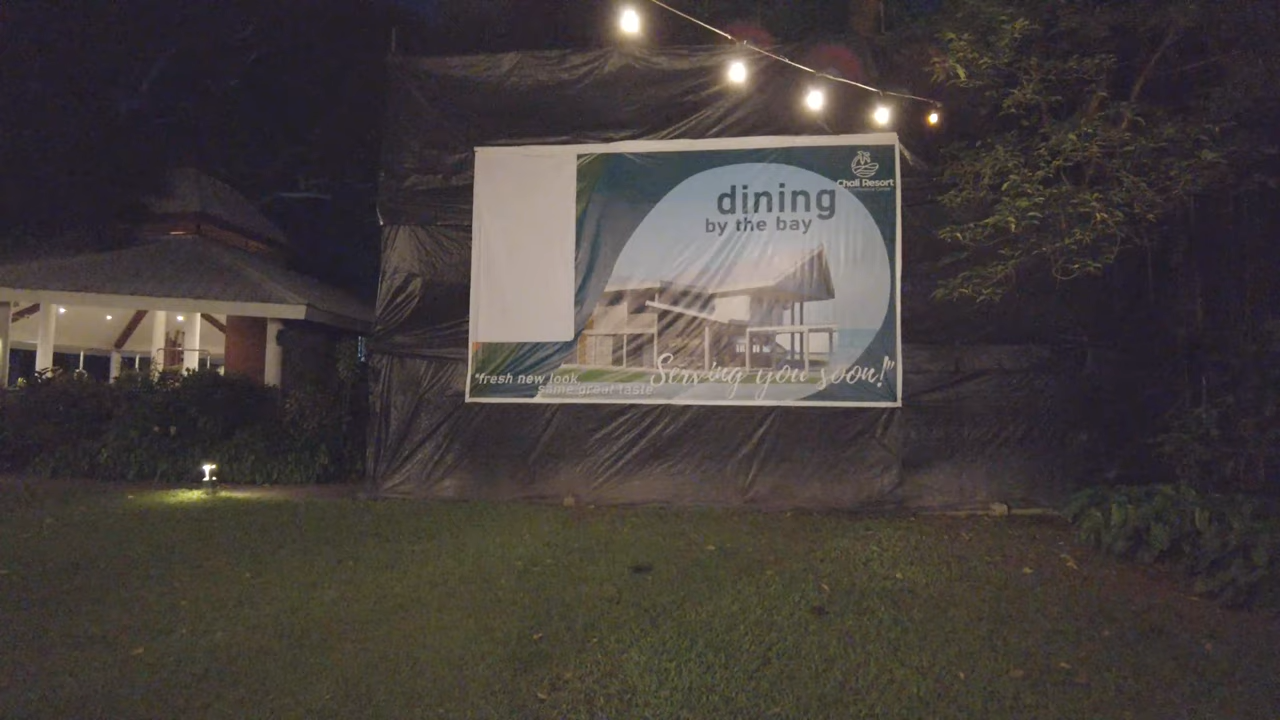 Chali Resort
dining
by the bay
"fresh new look,
same great taste
Serving you soon!"